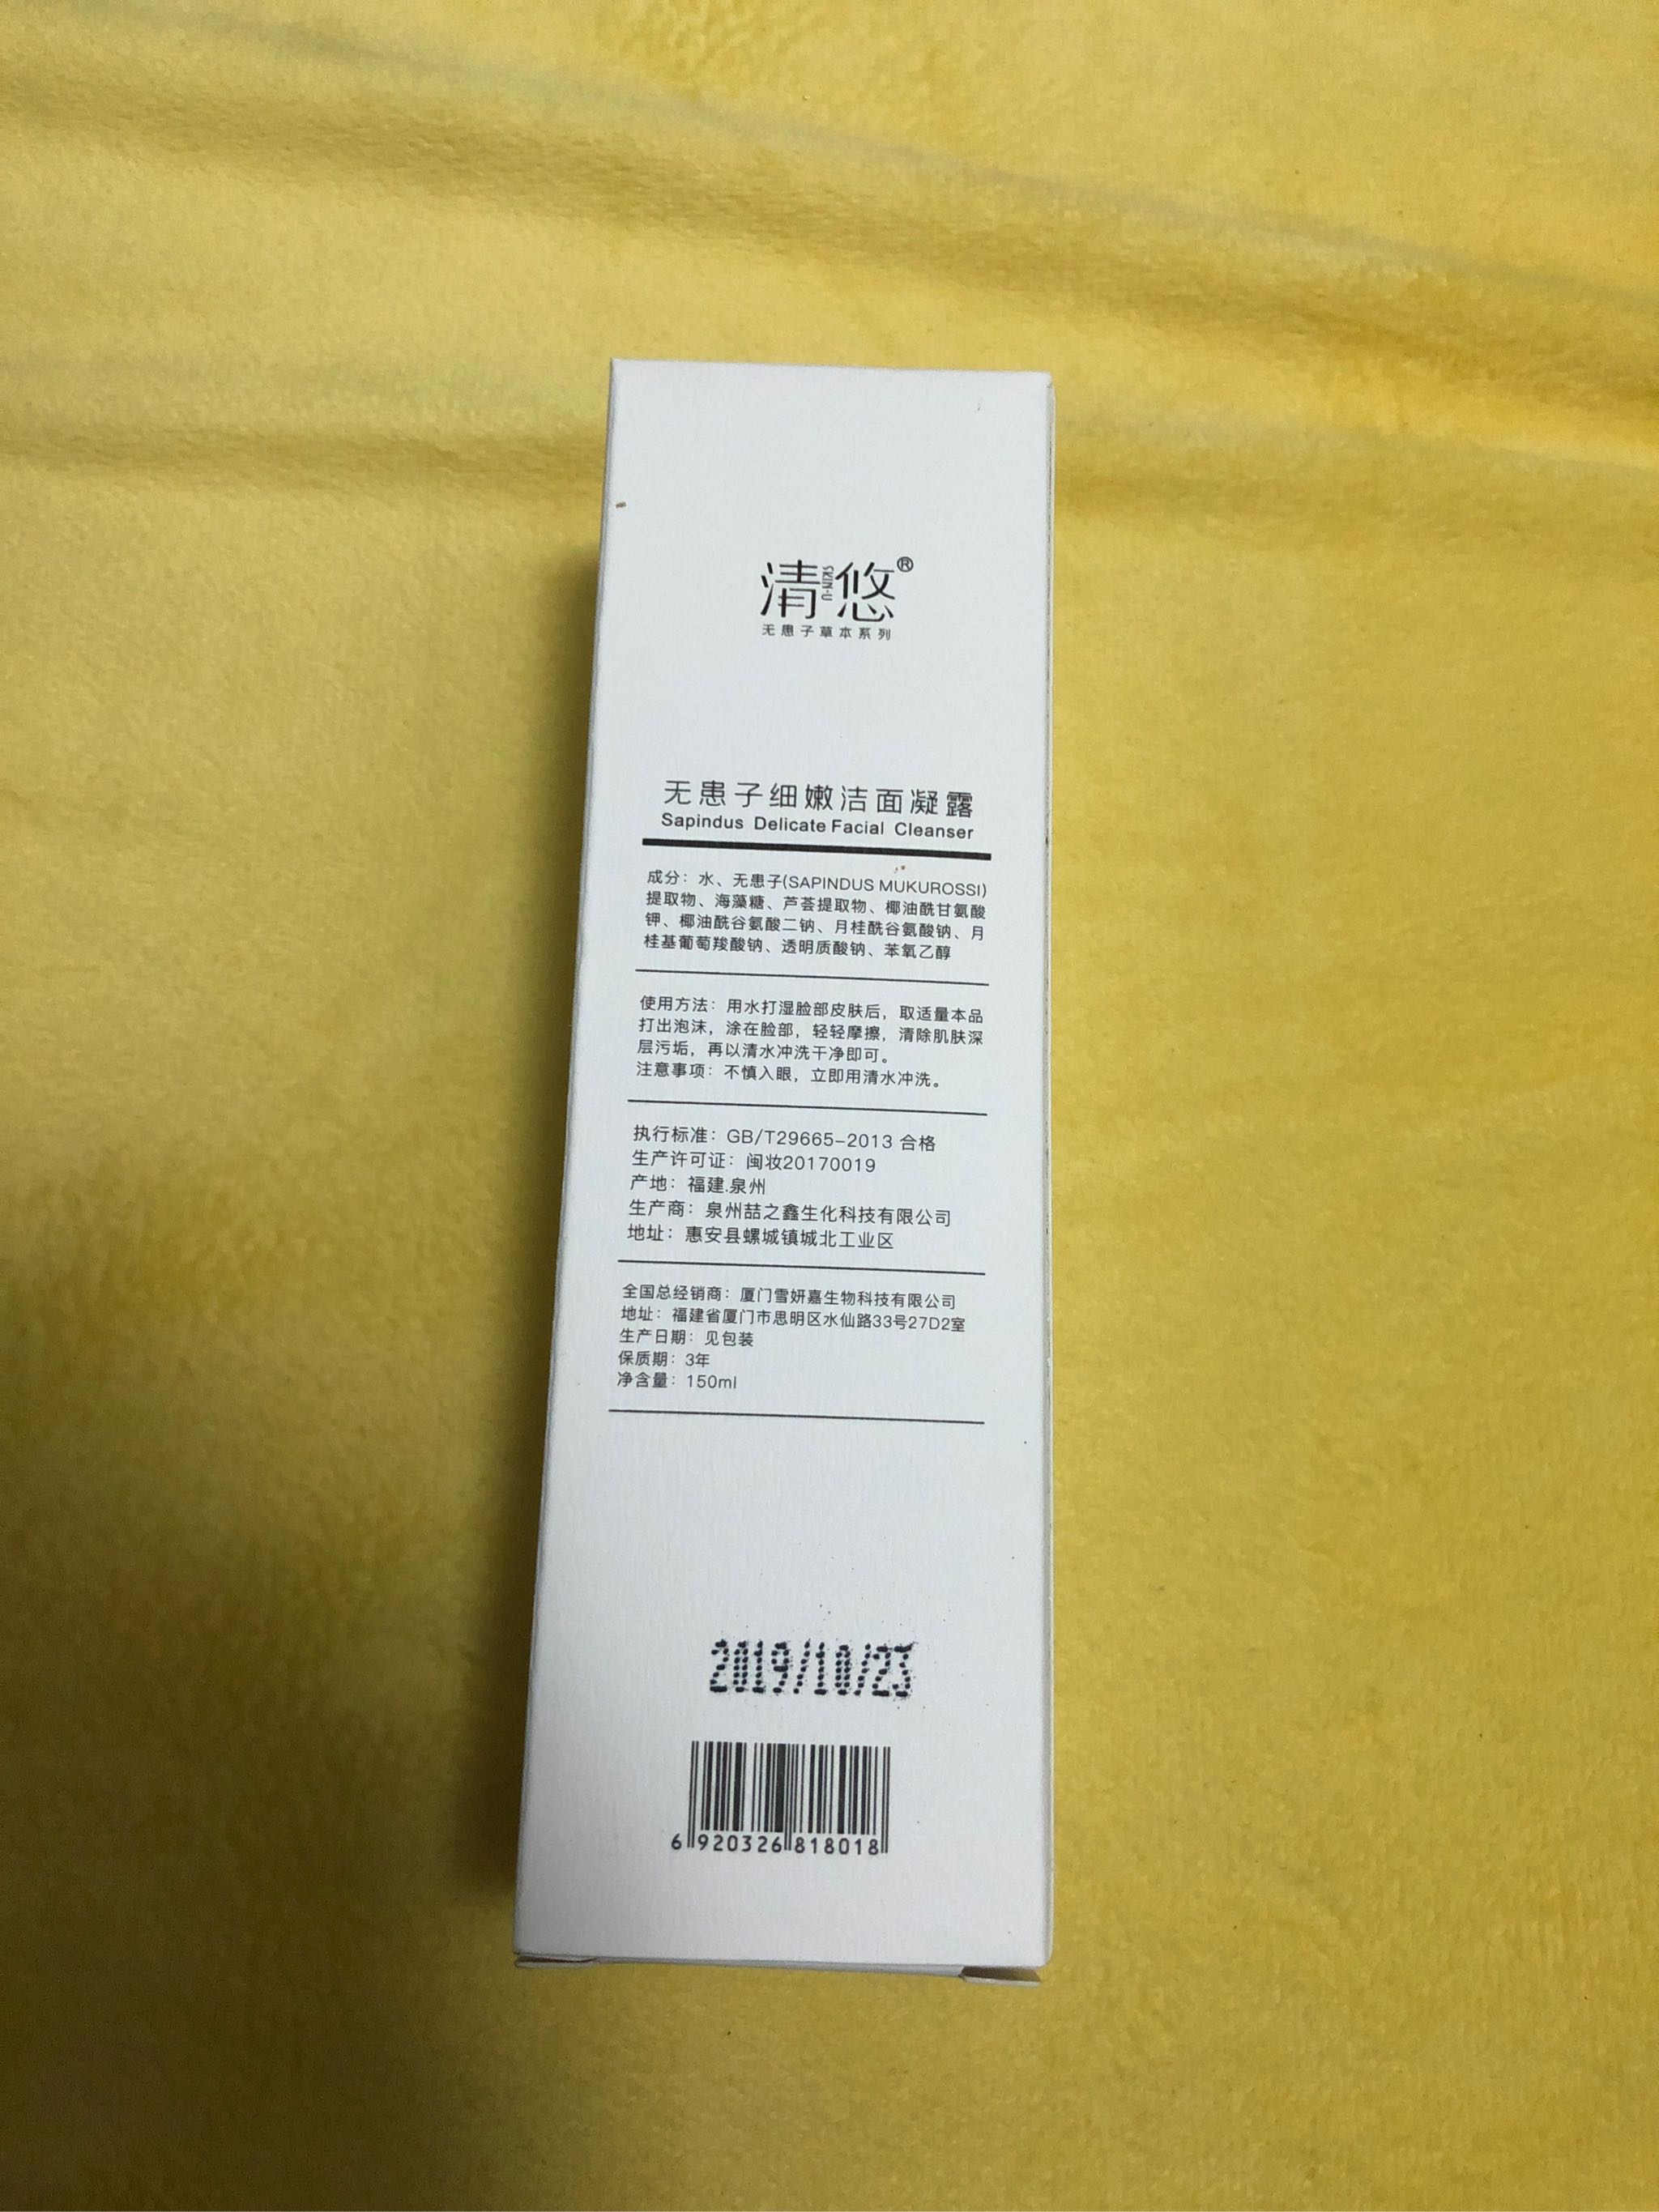 清悠®
SKIN-U
无患子草本系列
无患子细嫩洁面凝露
Sapindus Delicate Facial Cleanser
成分：水、无患子(SAPINDUS MUKUROSSI)
提取物、海藻糖、芦荟提取物、椰油酰甘氨酸
钾、椰油酰谷氨酸二钠、月桂酰谷氨酸钠、月
桂基葡萄羧酸钠、透明质酸钠、苯氧乙醇
使用方法：用水打湿脸部皮肤后，取适量本品
打出泡沫，涂在脸部，轻轻摩擦，清除肌肤深
层污垢，再以清水冲洗干净即可。
注意事项：不慎入眼，立即用清水冲洗。
执行标准：GB/T29665-2013 合格
生产许可证：闽妆20170019
产地：福建.泉州
生产商：泉州喆之鑫生化科技有限公司
地址：惠安县螺城镇城北工业区
全国总经销商：厦门雪妍嘉生物科技有限公司
地址：福建省厦门市思明区水仙路33号27D2室
生产日期：见包装
保质期：3年
净含量：150ml
2019/10/23
6 920326 818018